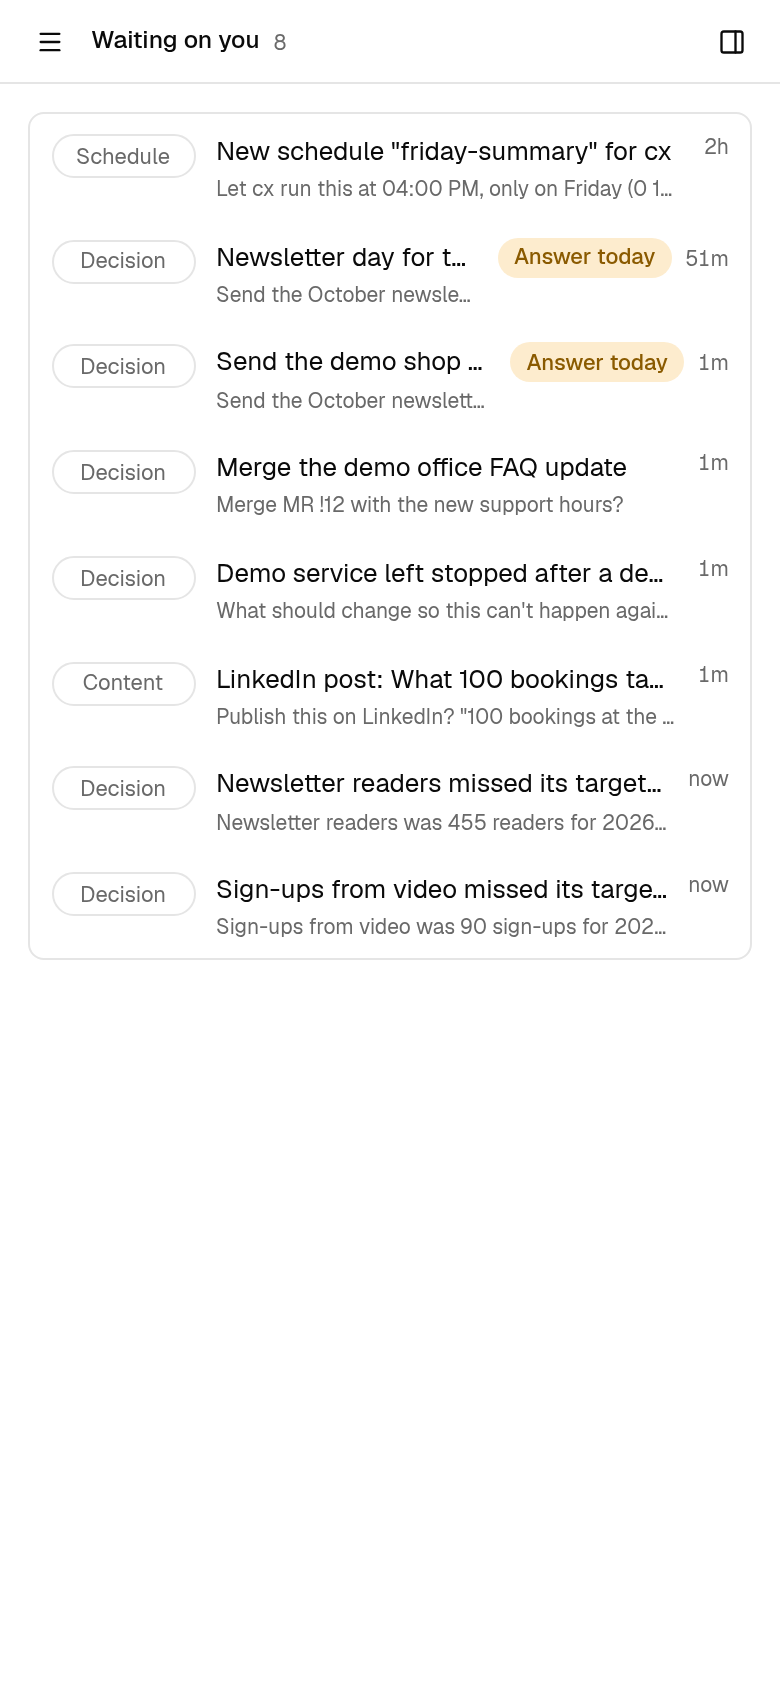 Waiting on you 8
Schedule New schedule "friday-summary" for cx 2h
Let cx run this at 04:00 PM, only on Friday (0 1...
Decision Newsletter day for t... Answer today 51m
Send the October newsle...
Decision Send the demo shop ... Answer today 1m
Send the October newslett...
Decision Merge the demo office FAQ update 1m
Merge MR !12 with the new support hours?
Decision Demo service left stopped after a de... 1m
What should change so this can't happen agai...
Content LinkedIn post: What 100 bookings ta... 1m
Publish this on LinkedIn? "100 bookings at the ...
Decision Newsletter readers missed its target... now
Newsletter readers was 455 readers for 2026...
Decision Sign-ups from video missed its targe... now
Sign-ups from video was 90 sign-ups for 202...